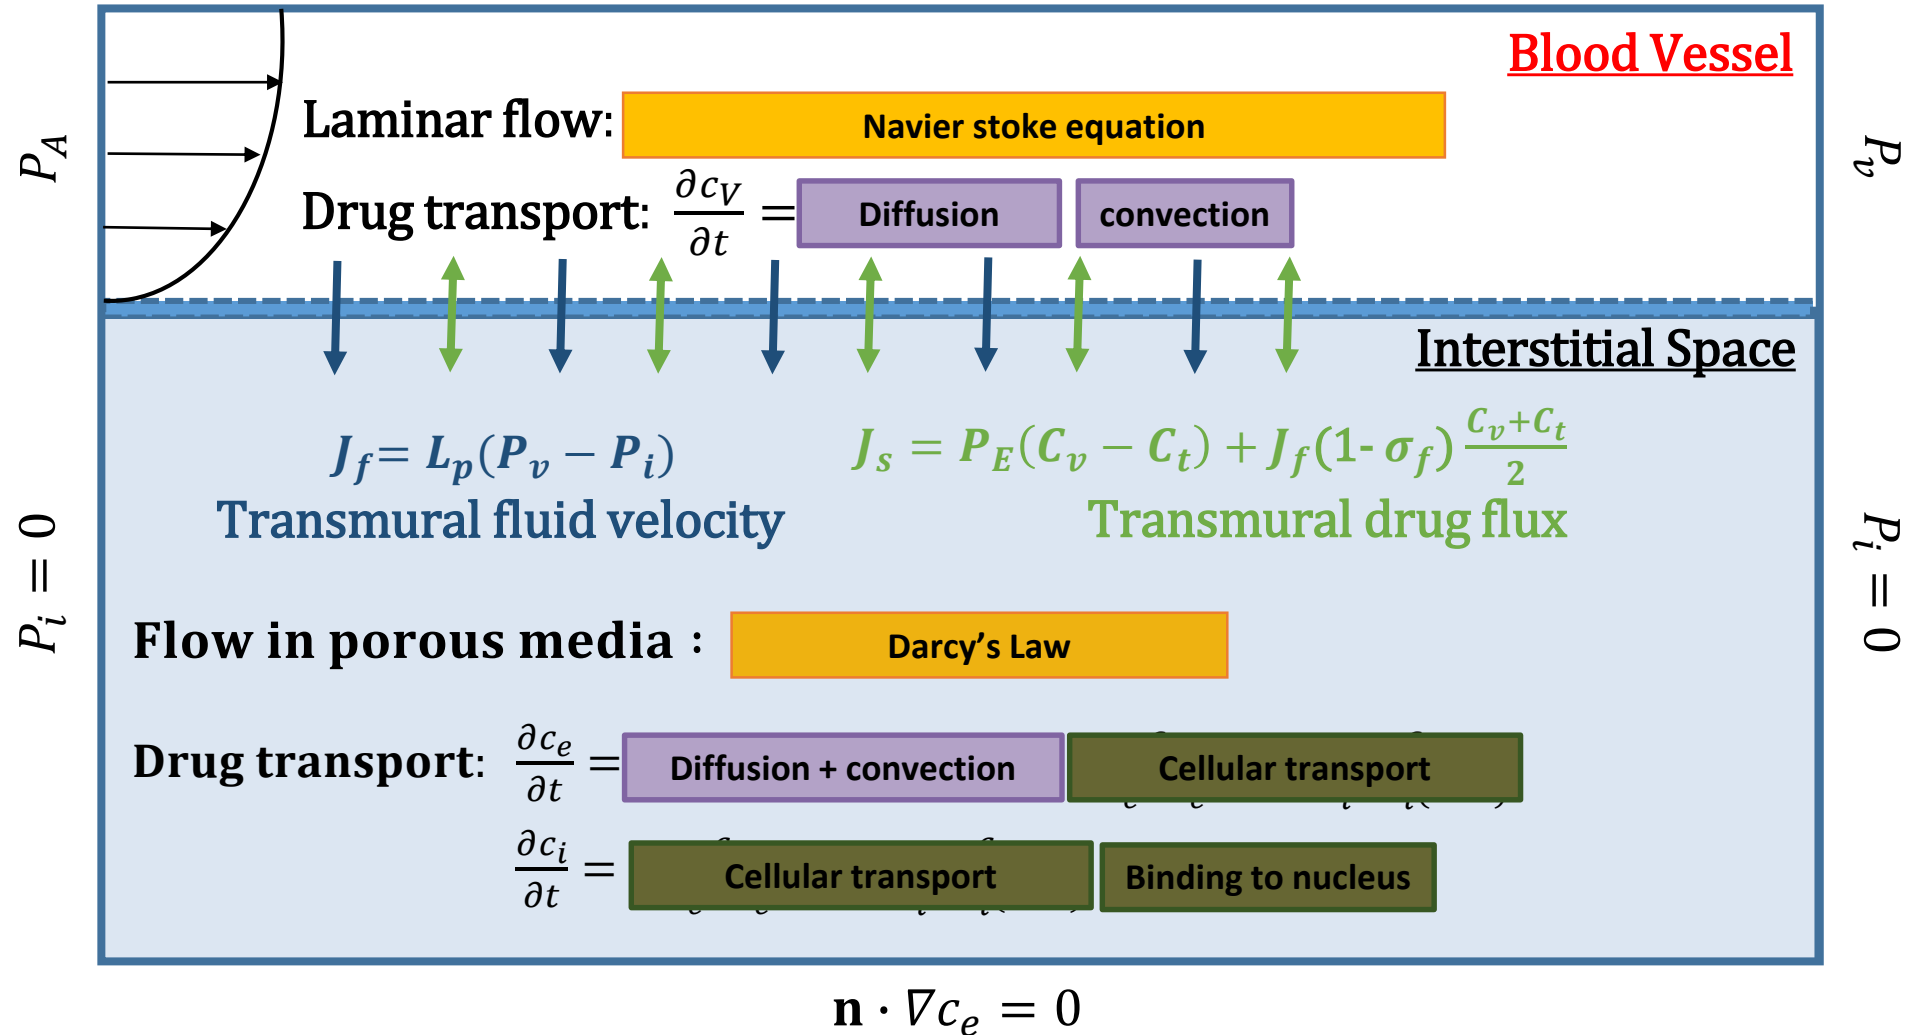 Blood Vessel
Laminar flow: Navier stoke equation
P_A
P_v
Drug transport: ∂c_V/∂t = Diffusion convection
Interstitial Space
J_f= L_p(P_v − P_i)
J_s = P_E(C_v − C_t) + J_f(1- σ_f) (C_v+C_t)/2
Transmural fluid velocity
Transmural drug flux
P_i = 0
P_i = 0
Flow in porous media : Darcy’s Law
Drug transport: ∂c_e/∂t = Diffusion + convection Cellular transport
∂c_i/∂t = Cellular transport Binding to nucleus
n · ∇c_e = 0